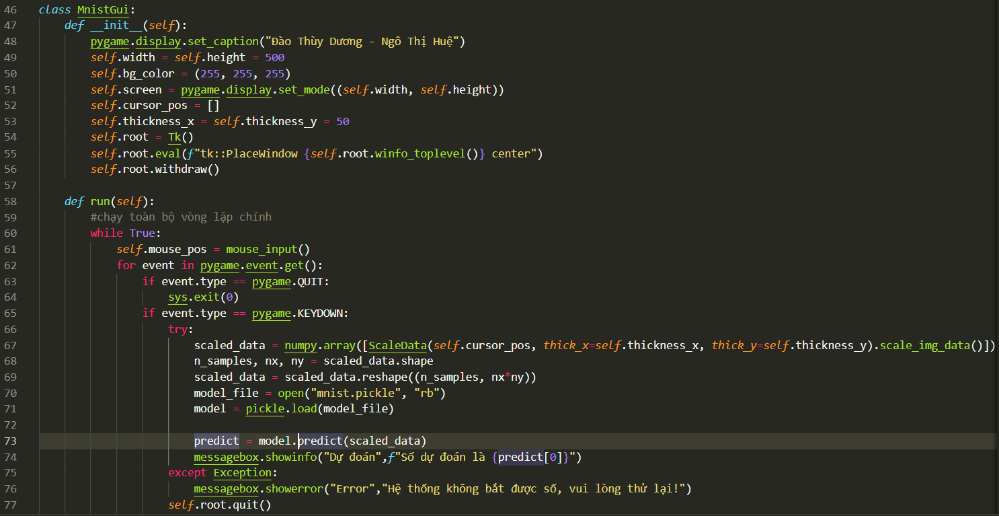 46 class MnistGui:
47     def __init__(self):
48         pygame.display.set_caption("Đào Thùy Dương - Ngô Thị Huệ")
49         self.width = self.height = 500
50         self.bg_color = (255, 255, 255)
51         self.screen = pygame.display.set_mode((self.width, self.height))
52         self.cursor_pos = []
53         self.thickness_x = self.thickness_y = 50
54         self.root = Tk()
55         self.root.eval(f"tk::PlaceWindow {self.root.winfo_toplevel()} center")
56         self.root.withdraw()
57
58     def run(self):
59         #chạy toàn bộ vòng lặp chính
60         while True:
61             self.mouse_pos = mouse_input()
62             for event in pygame.event.get():
63                 if event.type == pygame.QUIT:
64                     sys.exit(0)
65                 if event.type == pygame.KEYDOWN:
66                     try:
67                         scaled_data = numpy.array([ScaleData(self.cursor_pos, thick_x=self.thickness_x, thick_y=self.thickness_y).scale_img_data()])
68                         n_samples, nx, ny = scaled_data.shape
69                         scaled_data = scaled_data.reshape((n_samples, nx*ny))
70                         model_file = open("mnist.pickle", "rb")
71                         model = pickle.load(model_file)
72
73                         predict = model.predict(scaled_data)
74                         messagebox.showinfo("Dự đoán",f"Số dự đoán là {predict[0]}")
75                     except Exception:
76                         messagebox.showerror("Error","Hệ thống không bắt được số, vui lòng thử lại!")
77                     self.root.quit()